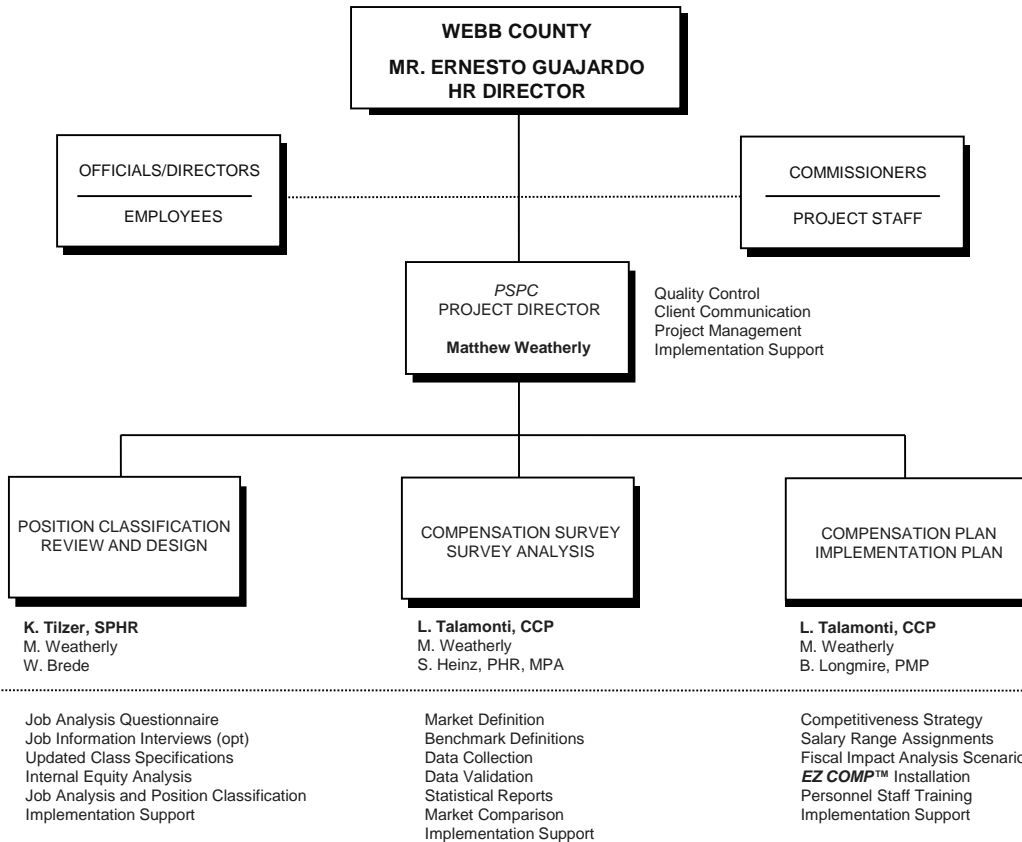 WEBB COUNTY
MR. ERNESTO GUAJARDO
HR DIRECTOR
OFFICIALS/DIRECTORS
EMPLOYEES
COMMISSIONERS
PROJECT STAFF
PSPC
PROJECT DIRECTOR
Matthew Weatherly
Quality Control
Client Communication
Project Management
Implementation Support
POSITION CLASSIFICATION
REVIEW AND DESIGN
COMPENSATION SURVEY
SURVEY ANALYSIS
COMPENSATION PLAN
IMPLEMENTATION PLAN
K. Tilzer, SPHR
M. Weatherly
W. Brede
L. Talamonti, CCP
M. Weatherly
S. Heinz, PHR, MPA
L. Talamonti, CCP
M. Weatherly
B. Longmire, PMP
Job Analysis Questionnaire
Job Information Interviews (opt)
Updated Class Specifications
Internal Equity Analysis
Job Analysis and Position Classification
Implementation Support
Market Definition
Benchmark Definitions
Data Collection
Data Validation
Statistical Reports
Market Comparison
Implementation Support
Competitiveness Strategy
Salary Range Assignments
Fiscal Impact Analysis Scenario
EZ COMP™ Installation
Personnel Staff Training
Implementation Support